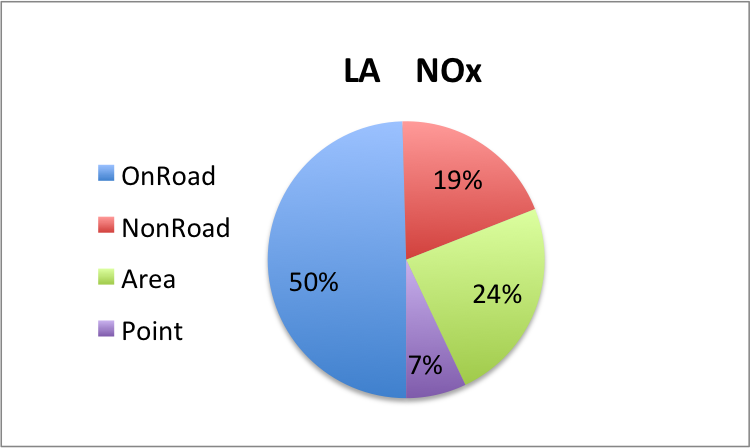 LA NOx
OnRoad
NonRoad
Area
Point
19%
50%
24%
7%